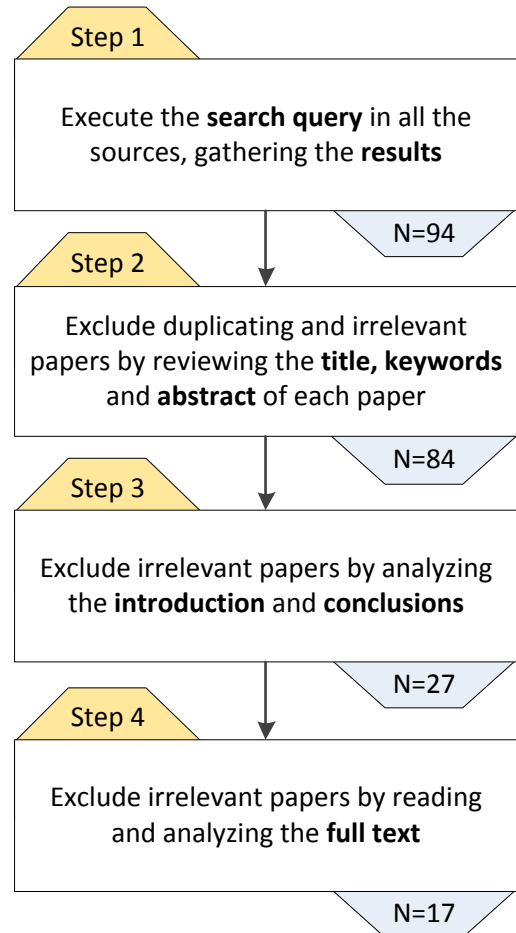 Step 1
Execute the search query in all the
sources, gathering the results
N=94
Step 2
Exclude duplicating and irrelevant
papers by reviewing the title, keywords
and abstract of each paper
N=84
Step 3
Exclude irrelevant papers by analyzing
the introduction and conclusions
N=27
Step 4
Exclude irrelevant papers by reading
and analyzing the full text
N=17